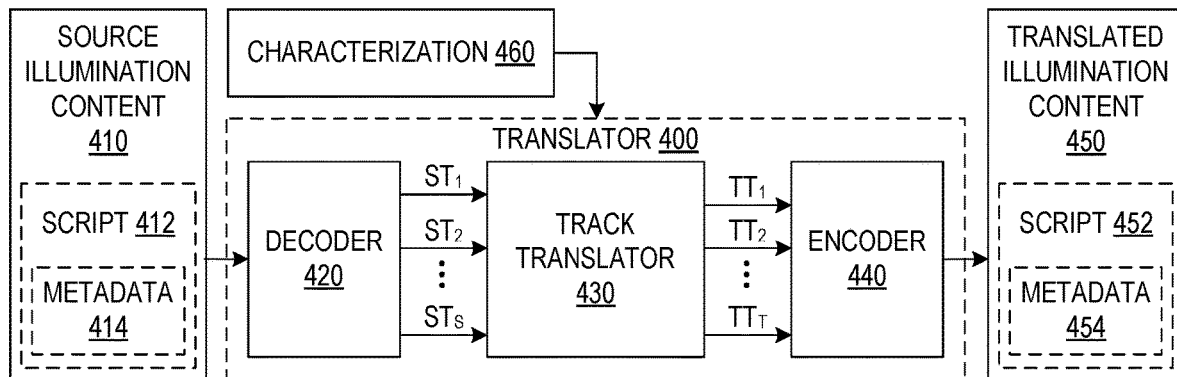 SOURCE
ILLUMINATION
CONTENT
410
SCRIPT 412
METADATA
414
CHARACTERIZATION 460
TRANSLATOR 400
DECODER
420
ST1
ST2
⋮
STS
TRACK
TRANSLATOR
430
TT1
TT2
⋮
TTT
ENCODER
440
TRANSLATED
ILLUMINATION
CONTENT
450
SCRIPT 452
METADATA
454